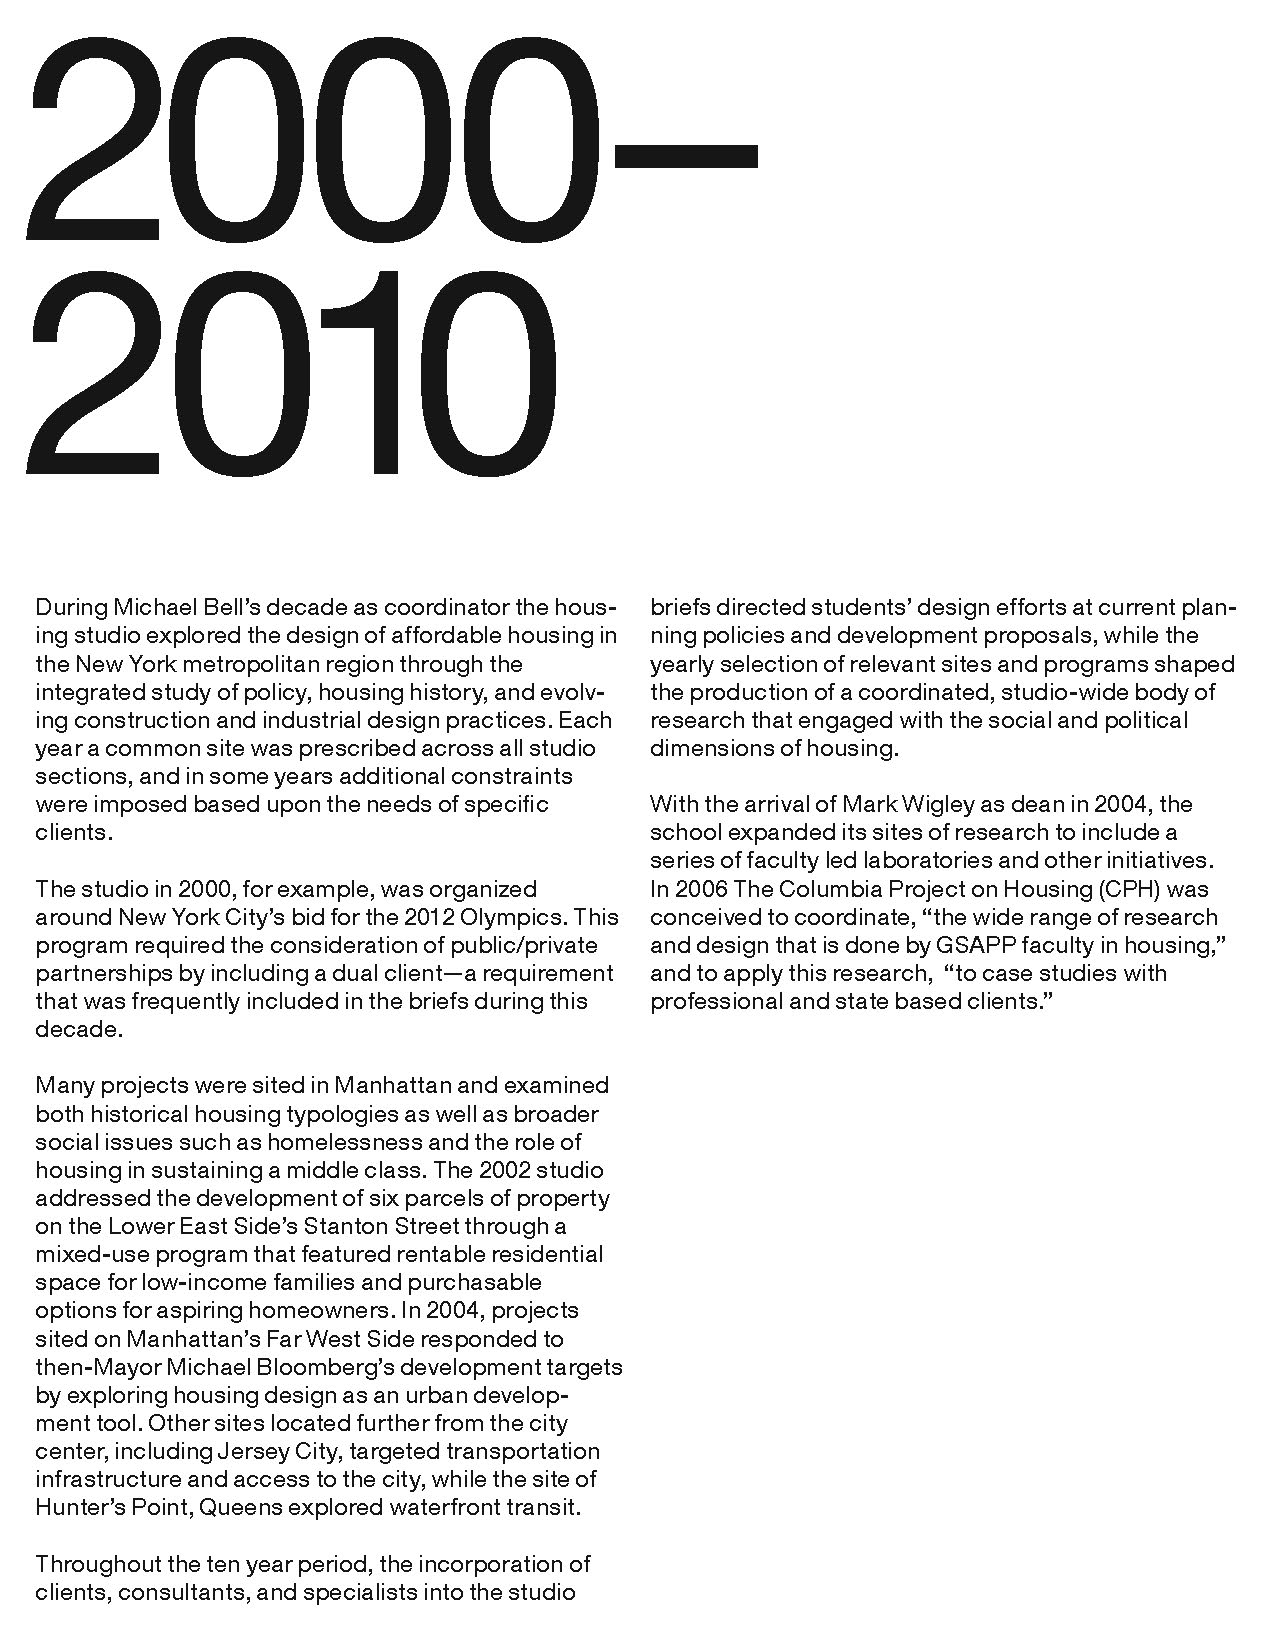 2000–
2010
During Michael Bell’s decade as coordinator the hous-
ing studio explored the design of affordable housing in
the New York metropolitan region through the
integrated study of policy, housing history, and evolv-
ing construction and industrial design practices. Each
year a common site was prescribed across all studio
sections, and in some years additional constraints
were imposed based upon the needs of specific
clients.
The studio in 2000, for example, was organized
around New York City’s bid for the 2012 Olympics. This
program required the consideration of public/private
partnerships by including a dual client—a requirement
that was frequently included in the briefs during this
decade.
Many projects were sited in Manhattan and examined
both historical housing typologies as well as broader
social issues such as homelessness and the role of
housing in sustaining a middle class. The 2002 studio
addressed the development of six parcels of property
on the Lower East Side’s Stanton Street through a
mixed-use program that featured rentable residential
space for low-income families and purchasable
options for aspiring homeowners. In 2004, projects
sited on Manhattan’s Far West Side responded to
then-Mayor Michael Bloomberg’s development targets
by exploring housing design as an urban develop-
ment tool. Other sites located further from the city
center, including Jersey City, targeted transportation
infrastructure and access to the city, while the site of
Hunter’s Point, Queens explored waterfront transit.
Throughout the ten year period, the incorporation of
clients, consultants, and specialists into the studio
briefs directed students’ design efforts at current plan-
ning policies and development proposals, while the
yearly selection of relevant sites and programs shaped
the production of a coordinated, studio-wide body of
research that engaged with the social and political
dimensions of housing.
With the arrival of Mark Wigley as dean in 2004, the
school expanded its sites of research to include a
series of faculty led laboratories and other initiatives.
In 2006 The Columbia Project on Housing (CPH) was
conceived to coordinate, “the wide range of research
and design that is done by GSAPP faculty in housing,”
and to apply this research,  “to case studies with
professional and state based clients.”